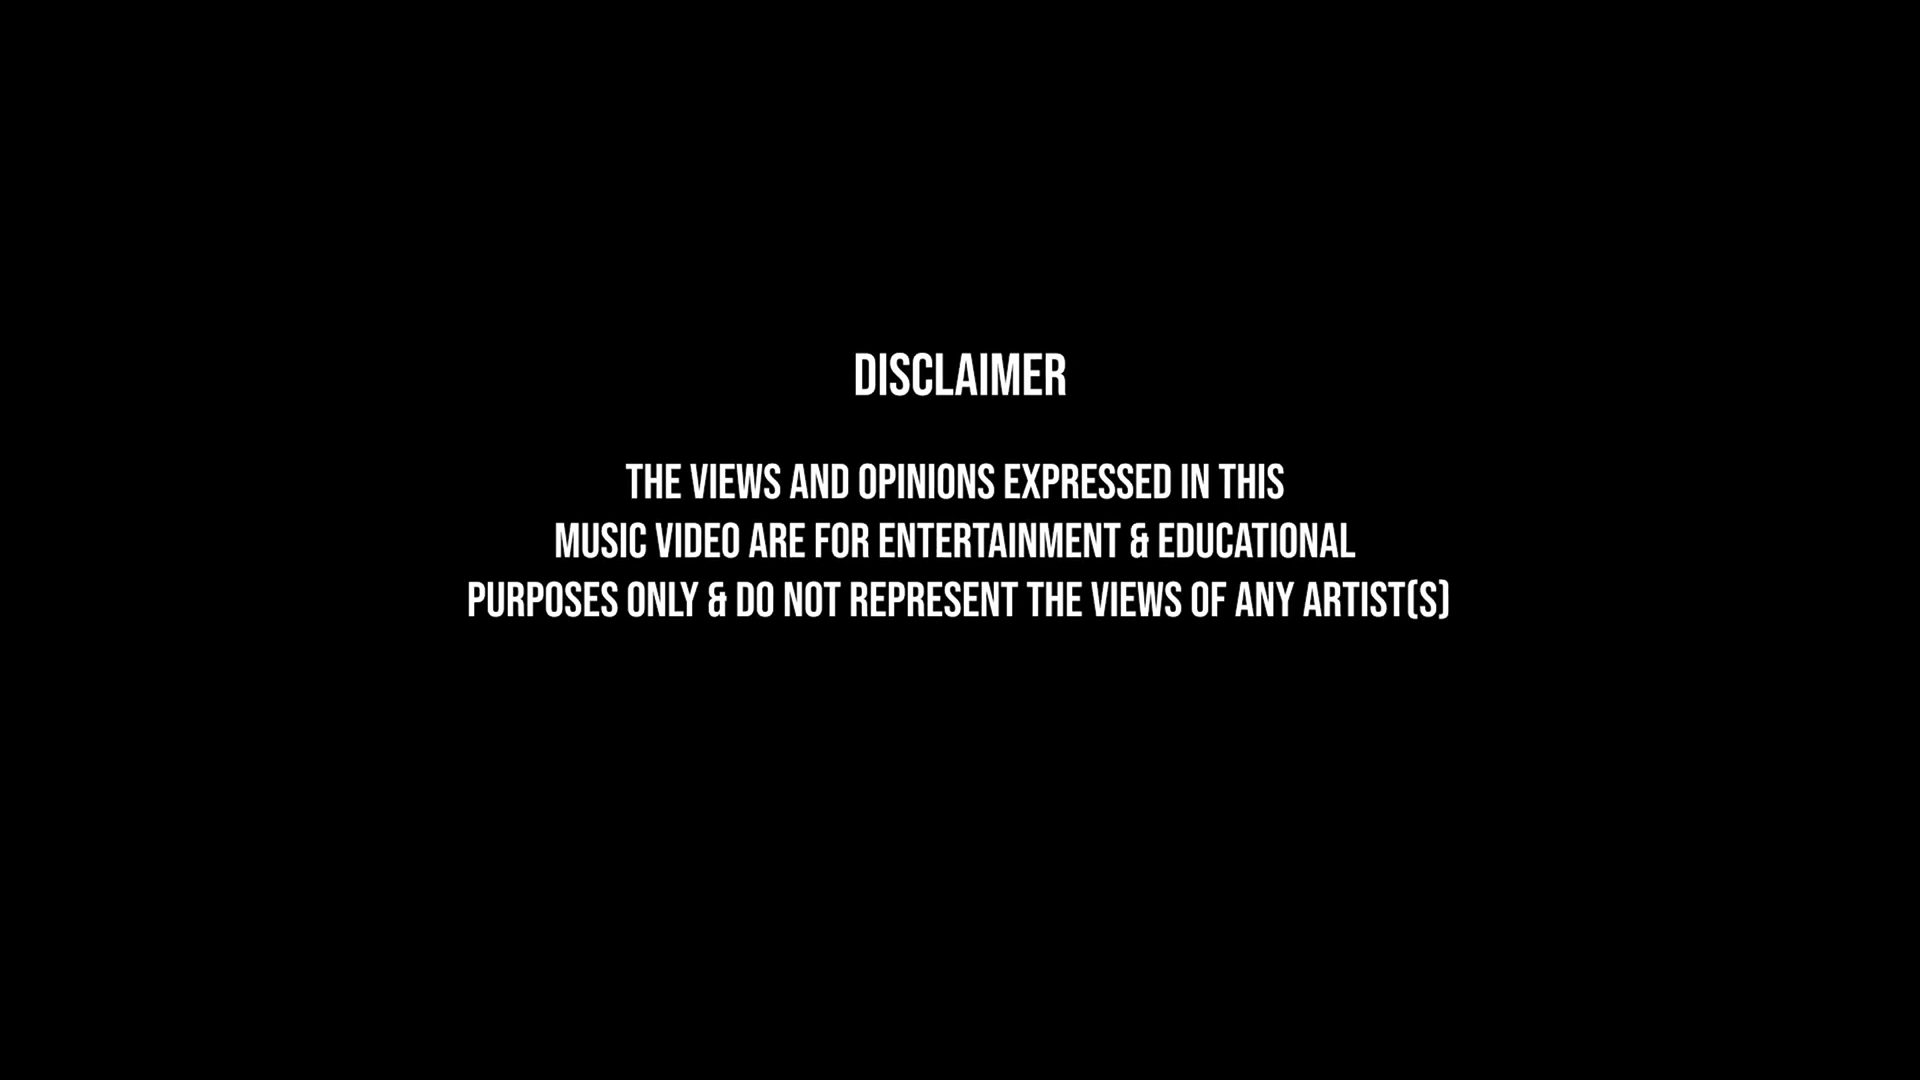 DISCLAIMER
THE VIEWS AND OPINIONS EXPRESSED IN THIS
MUSIC VIDEO ARE FOR ENTERTAINMENT & EDUCATIONAL
PURPOSES ONLY & DO NOT REPRESENT THE VIEWS OF ANY ARTIST(S)